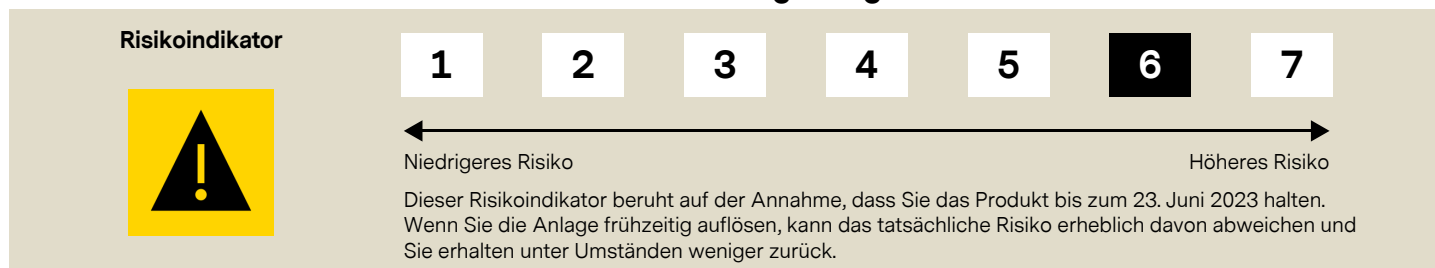 Risikoindikator
1 2 3 4 5 6 7
Niedrigeres Risiko Höheres Risiko
Dieser Risikoindikator beruht auf der Annahme, dass Sie das Produkt bis zum 23. Juni 2023 halten.
Wenn Sie die Anlage frühzeitig auflösen, kann das tatsächliche Risiko erheblich davon abweichen und
Sie erhalten unter Umständen weniger zurück.